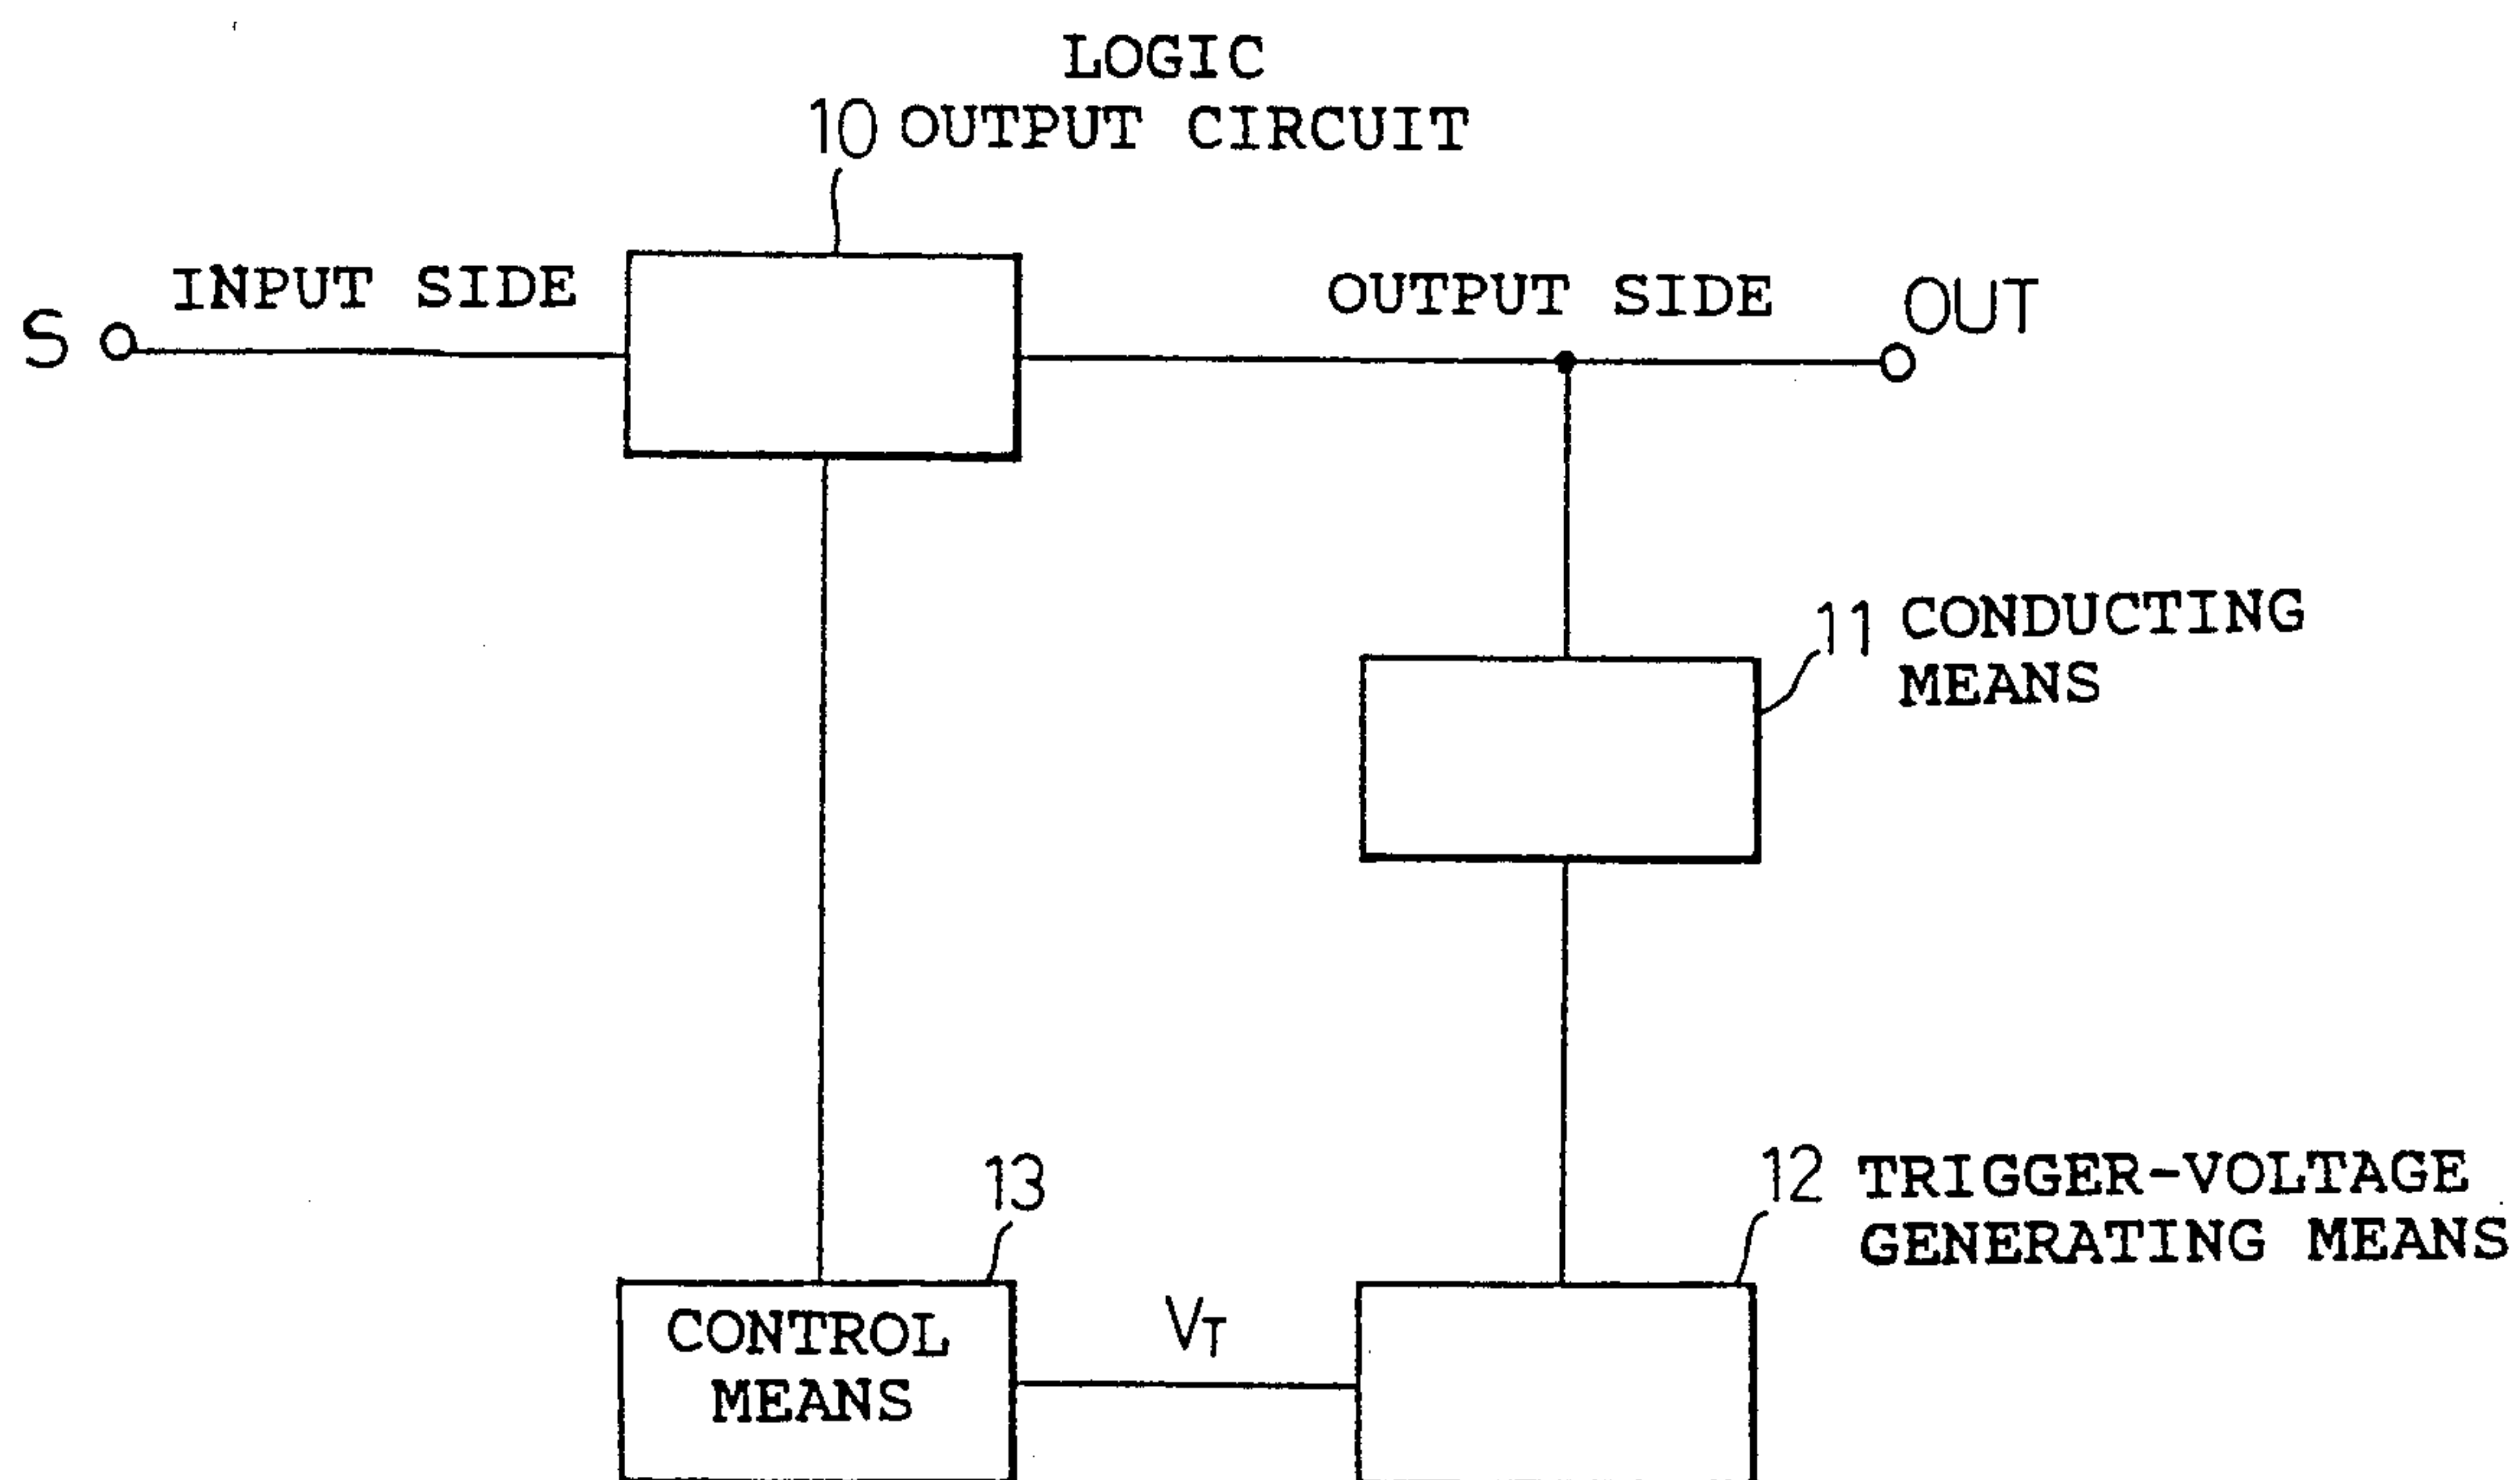 LOGIC
10 OUTPUT CIRCUIT
INPUT SIDE
OUTPUT SIDE
OUT
S
11 CONDUCTING
MEANS
12 TRIGGER-VOLTAGE
GENERATING MEANS
13
CONTROL
MEANS
VT